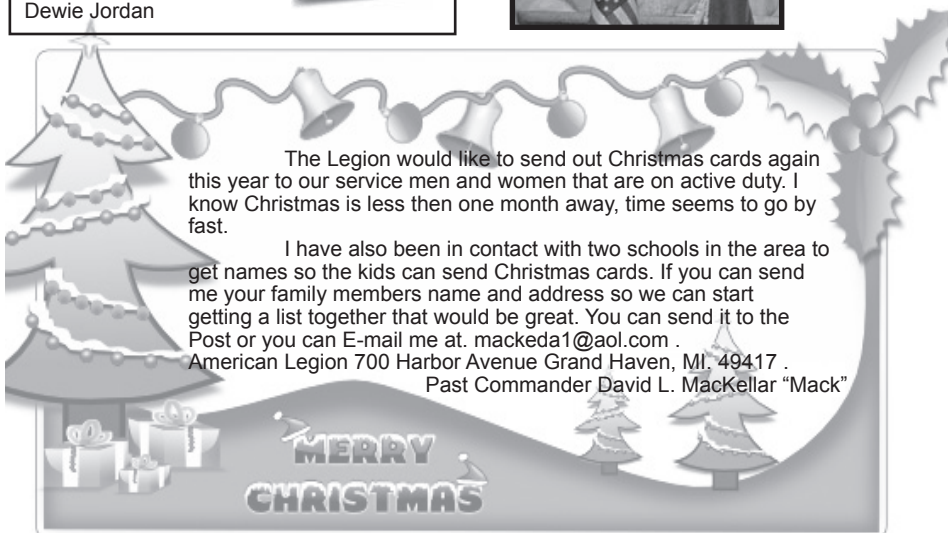 Dewie Jordan
The Legion would like to send out Christmas cards again
this year to our service men and women that are on active duty. I
know Christmas is less then one month away, time seems to go by
fast.
I have also been in contact with two schools in the area to
get names so the kids can send Christmas cards. If you can send
me your family members name and address so we can start
getting a list together that would be great. You can send it to the
Post or you can E-mail me at. mackeda1@aol.com .
American Legion 700 Harbor Avenue Grand Haven, MI. 49417 .
Past Commander David L. MacKellar “Mack”
MERRY
CHRISTMAS